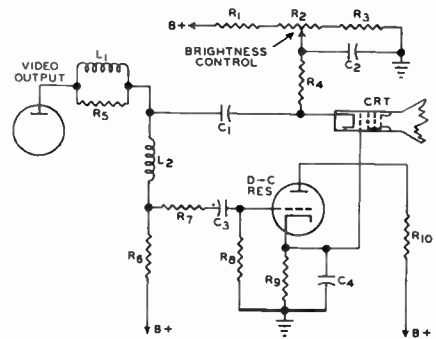 B+
R1
R2
R3
BRIGHTNESS
CONTROL
C2
R4
VIDEO
OUTPUT
L1
R5
C1
CRT
L2
D-C
RES
R7
C3
R6
R8
R9
C4
R10
B+
B+